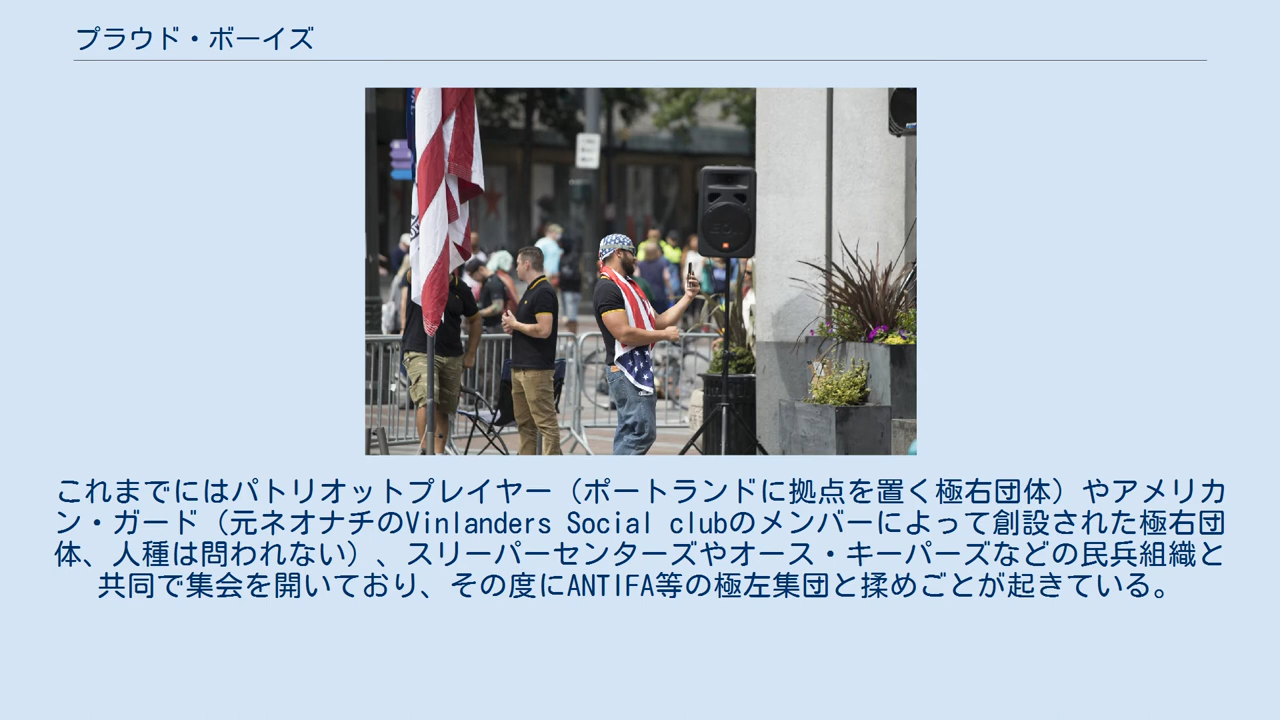 プラウド・ボーイズ
これまでにはパトリオットプレイヤー（ポートランドに拠点を置く極右団体）やアメリカ
ン・ガード（元ネオナチのVinlanders Social clubのメンバーによって創設された極右団
体、人種は問われない）、スリーパーセンターズやオース・キーパーズなどの民兵組織と
共同で集会を開いており、その度にANTIFA等の極左集団と揉めごとが起きている。